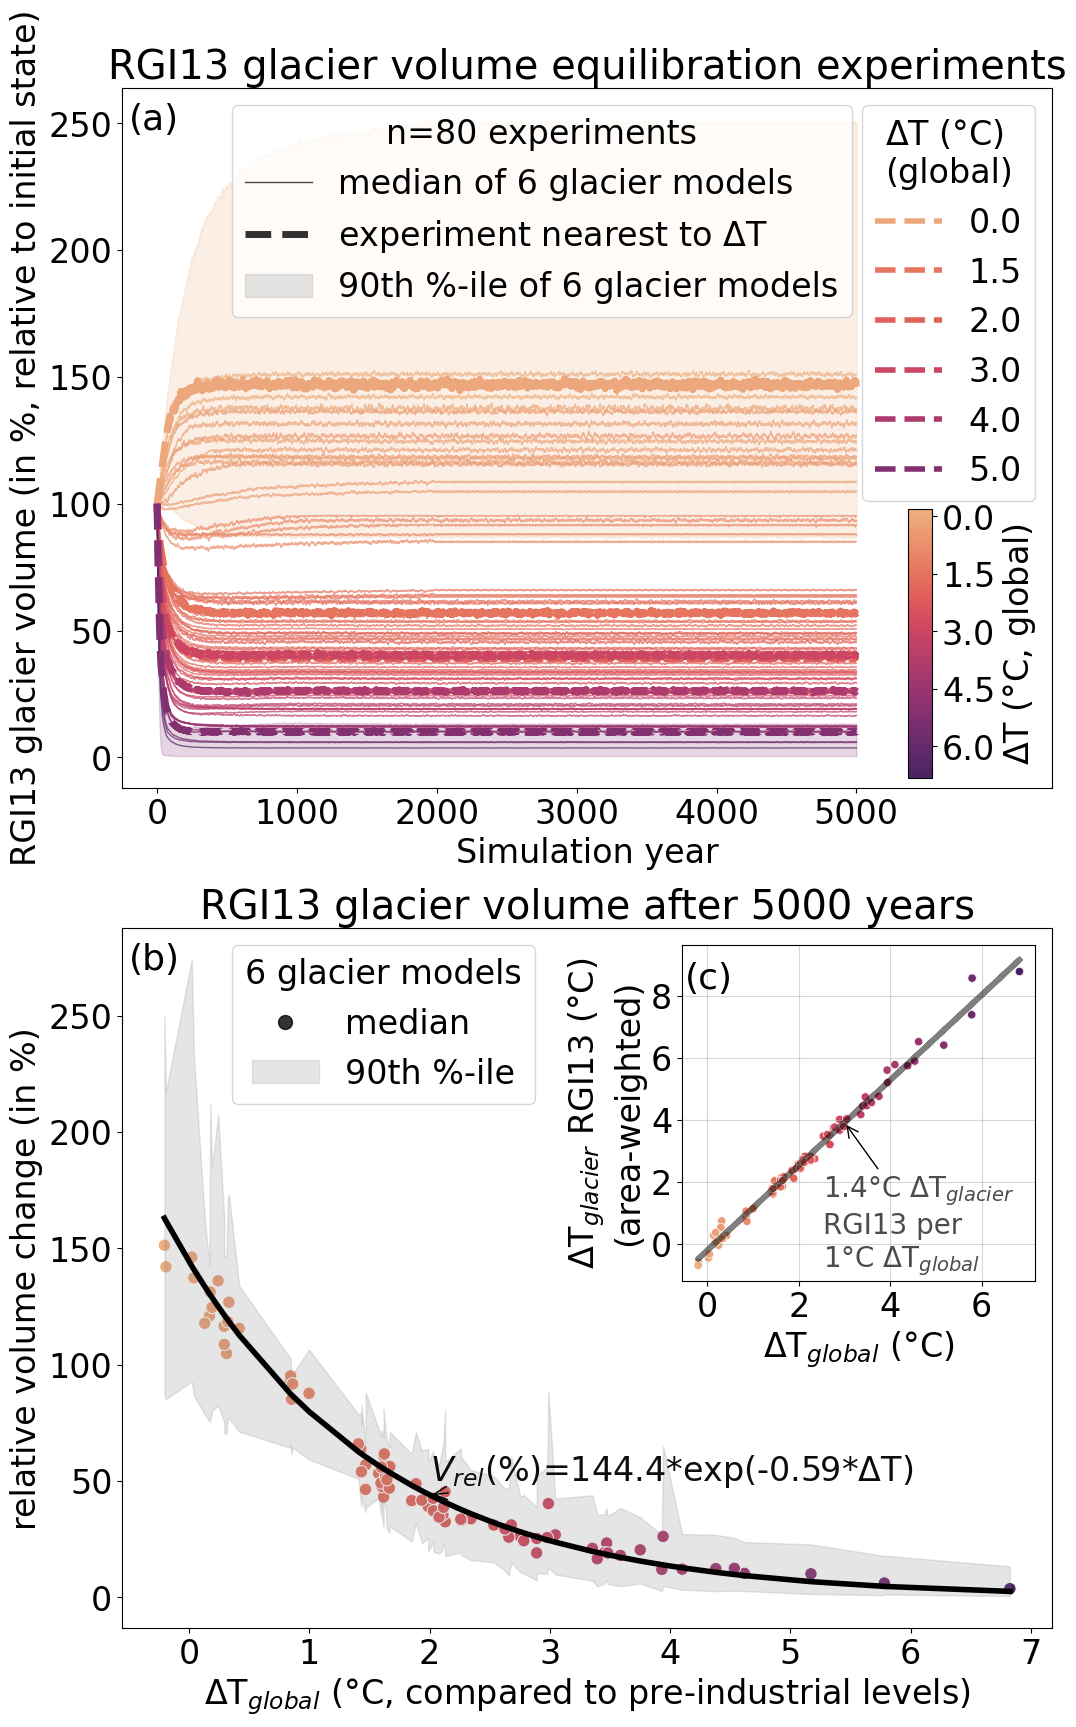 RGI13 glacier volume equilibration experiments
(a)
RGI13 glacier volume (in %, relative to initial state)
250
200
150
100
50
0
n=80 experiments
median of 6 glacier models
experiment nearest to ΔT
90th %-ile of 6 glacier models
ΔT (°C)
(global)
0.0
1.5
2.0
3.0
4.0
5.0
0.0
1.5
3.0
4.5
6.0
ΔT (°C, global)
0 1000 2000 3000 4000 5000
Simulation year
RGI13 glacier volume after 5000 years
(b)
relative volume change (in %)
250
200
150
100
50
0
6 glacier models
median
90th %-ile
V_rel(%)=144.4*exp(-0.59*ΔT)
(c)
ΔT_glacier RGI13 (°C)
(area-weighted)
8
6
4
2
0
1.4°C ΔT_glacier
RGI13 per
1°C ΔT_global
0 2 4 6
ΔT_global (°C)
0 1 2 3 4 5 6 7
ΔT_global (°C, compared to pre-industrial levels)